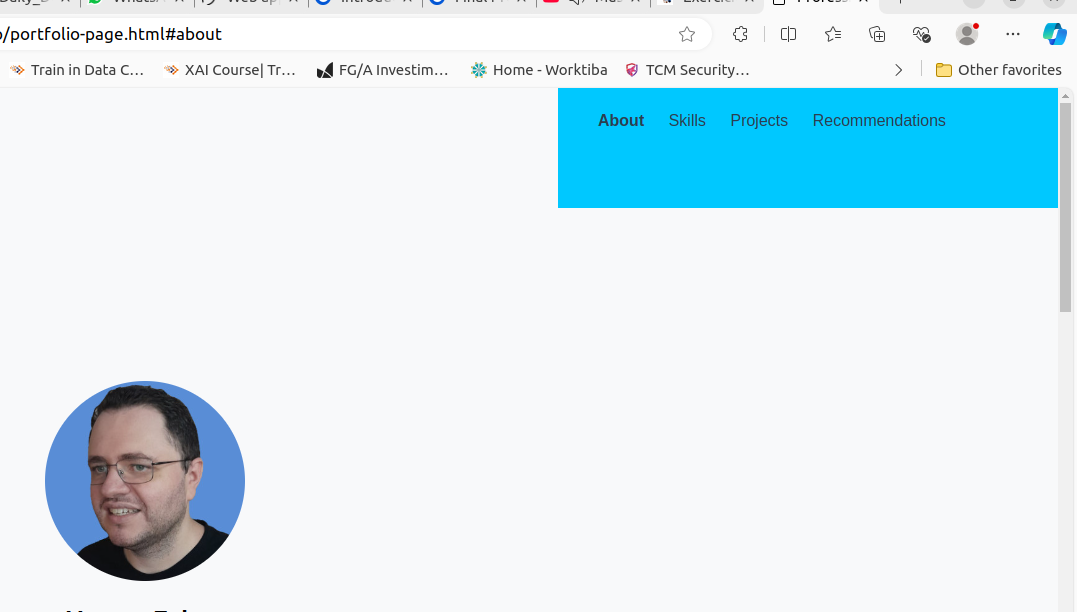 /portfolio-page.html#about
Train in Data C... XAI Course| Tr... FG/A Investim... Home - Worktiba TCM Security... Other favorites
About Skills Projects Recommendations